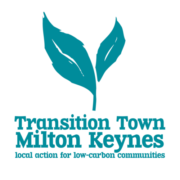 Transition Town
Milton Keynes
local action for low-carbon communities